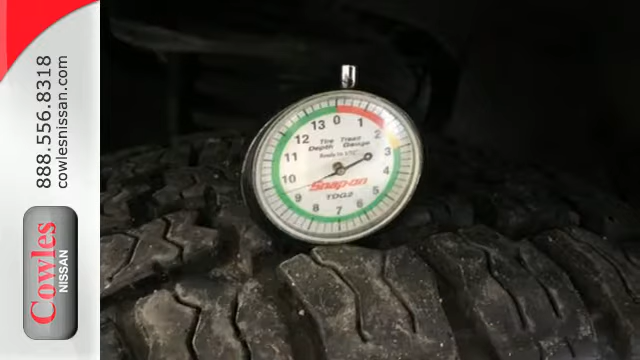 888.556.8318
cowlesnissan.com
Cowles
NISSAN
0
1
2
3
4
5
6
7
8
9
10
11
12
13
Tire Tread
Depth Gauge
Snap-on
TDG2